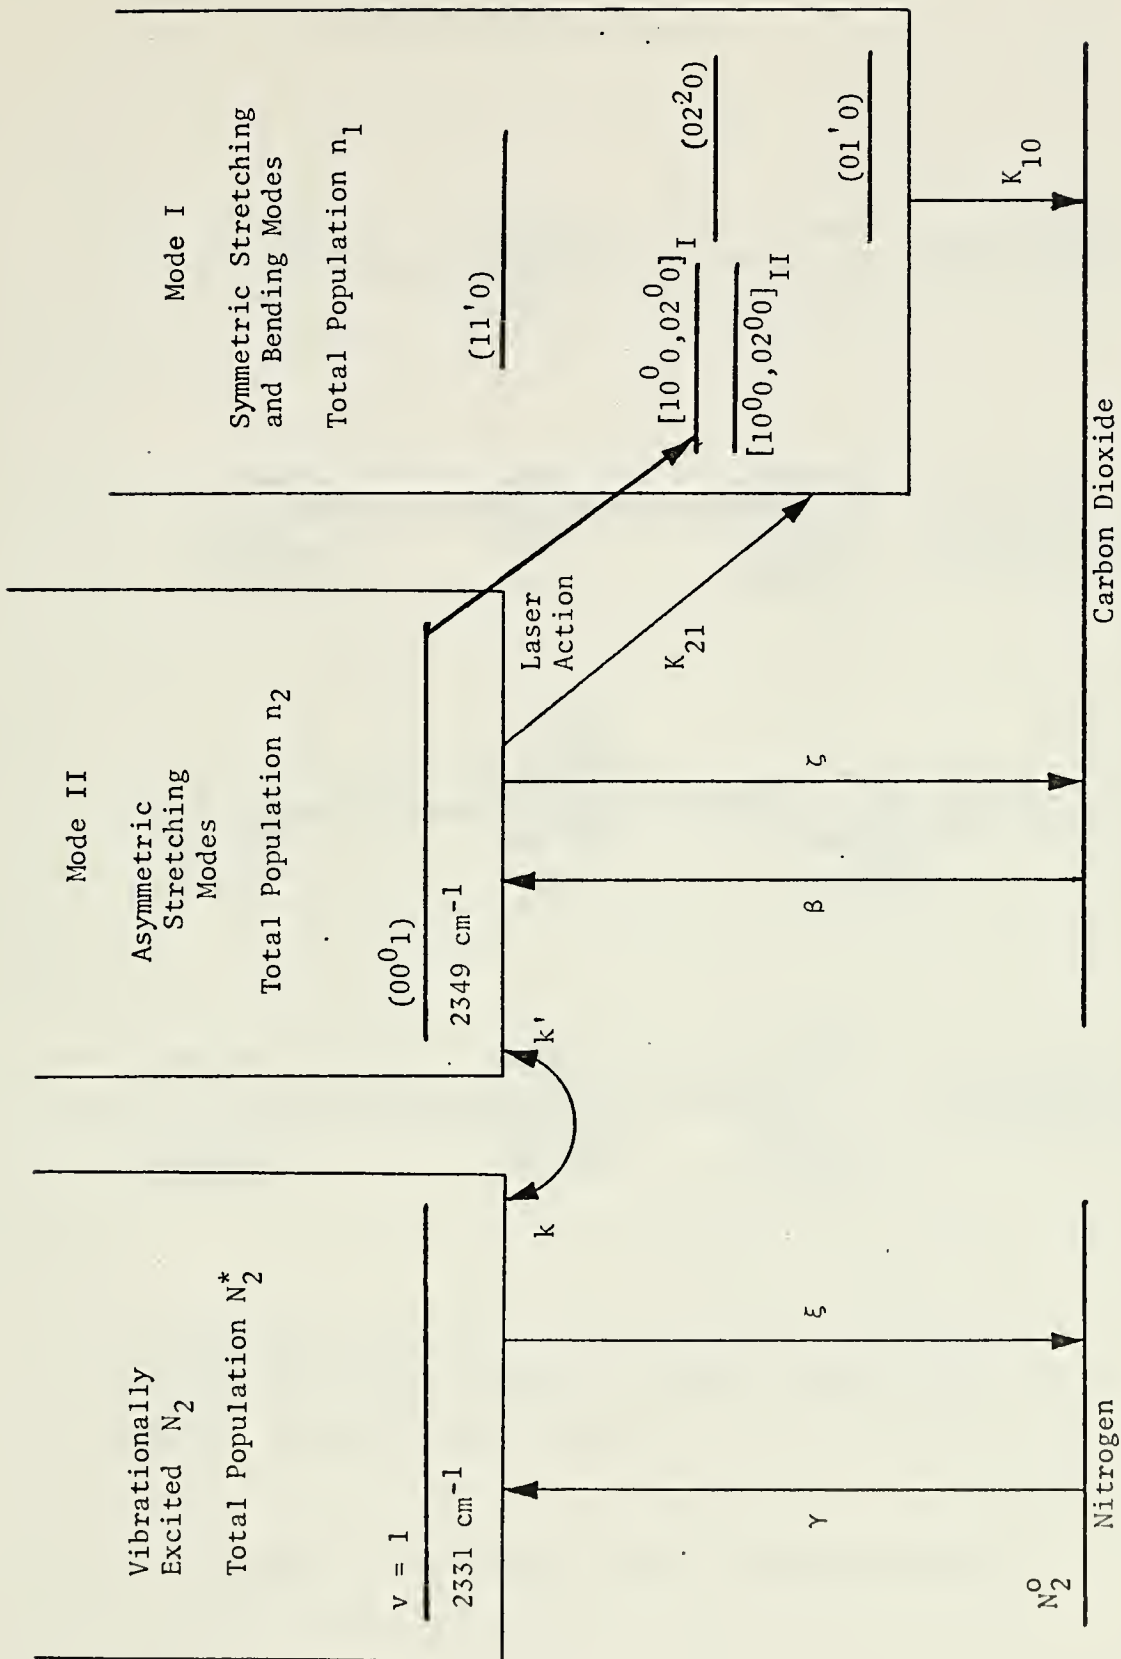 Vibrationally
Excited N₂
Total Population N₂*
v = 1
2331 cm⁻¹
k
γ
ξ
N₂ᴼ
Nitrogen
Mode II
Asymmetric
Stretching
Modes
Total Population n₂
(00⁰1)
2349 cm⁻¹
k'
β
ζ
Laser
Action
K₂₁
Mode I
Symmetric Stretching
and Bending Modes
Total Population n₁
(11'0)
[10⁰0,02⁰0]I
[10⁰0,02⁰0]II
(02²0)
(01'0)
K₁₀
Carbon Dioxide